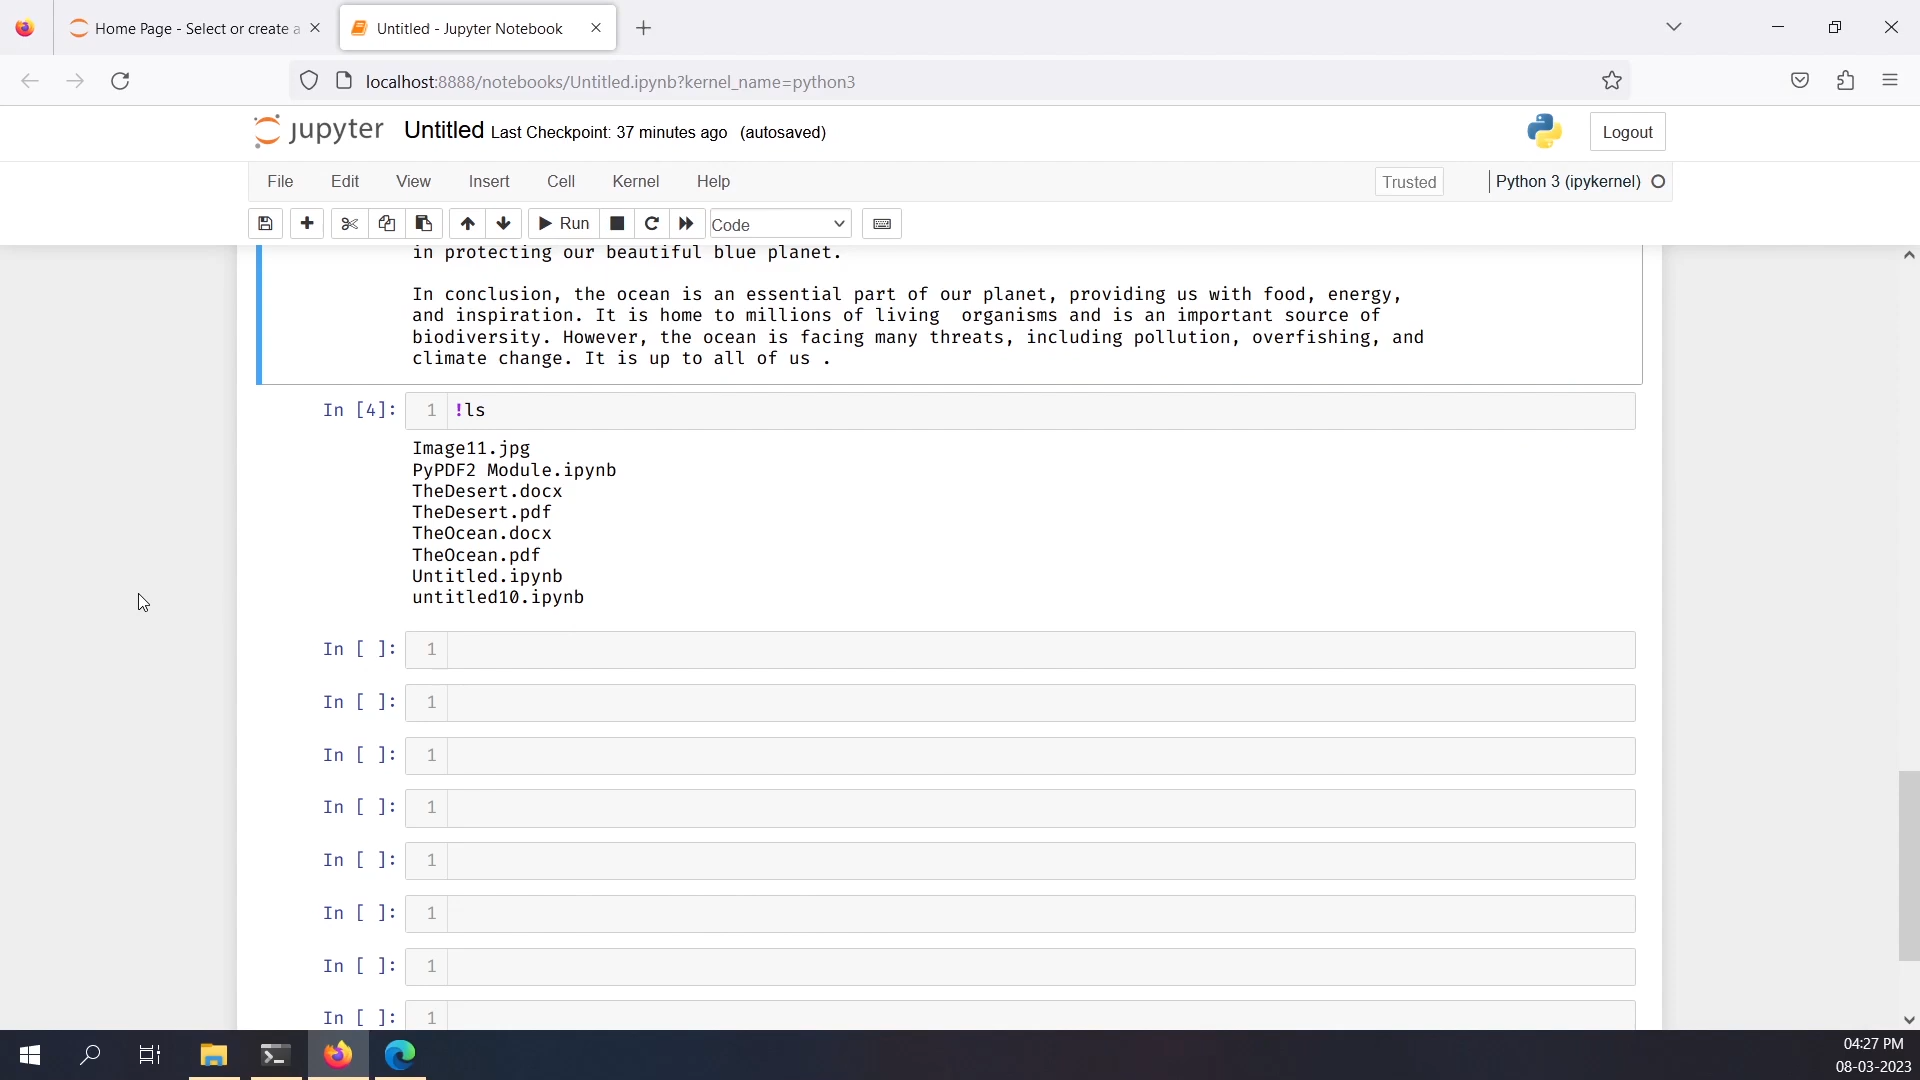 Home Page - Select or create a
Untitled - Jupyter Notebook
localhost:8888/notebooks/Untitled.ipynb?kernel_name=python3
jupyter Untitled Last Checkpoint: 37 minutes ago (autosaved)
Logout
File Edit View Insert Cell Kernel Help
Trusted
Python 3 (ipykernel)
Run
Code
in protecting our beautiful blue planet.
In conclusion, the ocean is an essential part of our planet, providing us with food, energy,
and inspiration. It is home to millions of living  organisms and is an important source of
biodiversity. However, the ocean is facing many threats, including pollution, overfishing, and
climate change. It is up to all of us .
In [4]: 1 !ls
Image11.jpg
PyPDF2 Module.ipynb
TheDesert.docx
TheDesert.pdf
TheOcean.docx
TheOcean.pdf
Untitled.ipynb
untitled10.ipynb
In [ ]: 1
In [ ]: 1
In [ ]: 1
In [ ]: 1
In [ ]: 1
In [ ]: 1
In [ ]: 1
In [ ]: 1
04:27 PM
08-03-2023